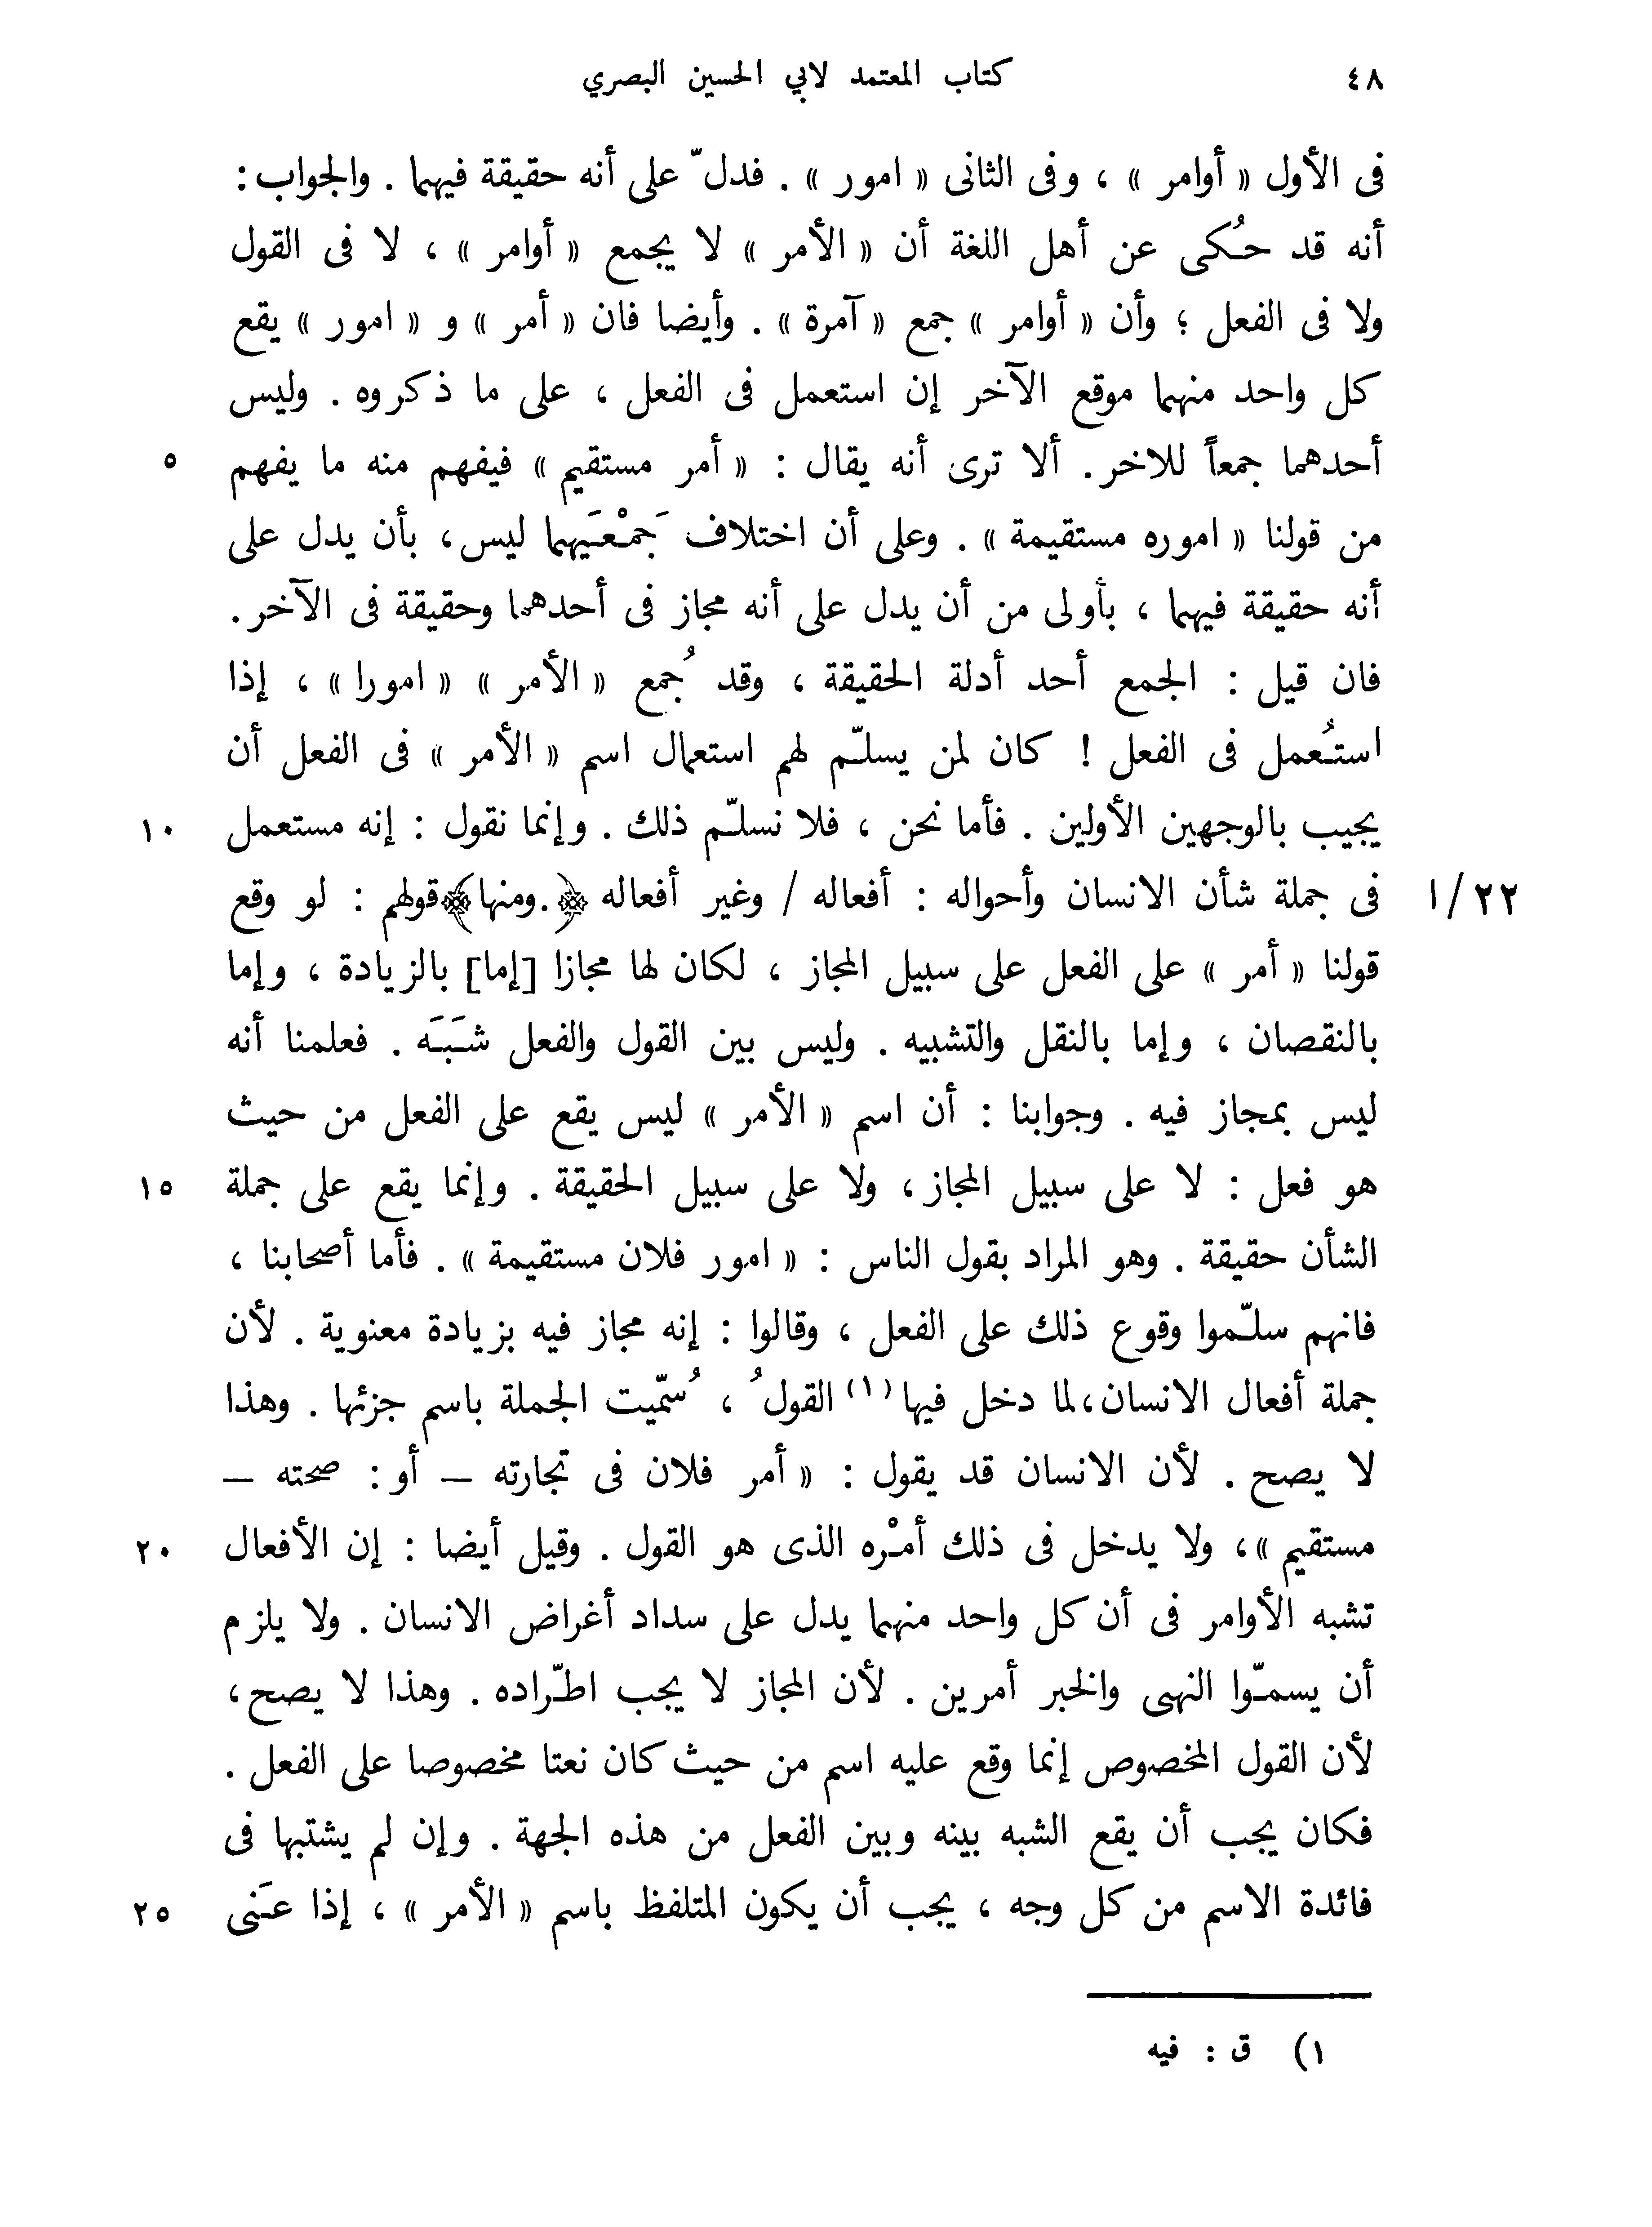 ٤٨ كتاب المعتمد لابي الحسين البصري
فى الأول « أوامر » ، وفى الثانى « امور » . فدلّ على أنه حقيقة فيهما . والجواب :
أنه قد حُكى عن أهل اللغة أن « الأمر » لا يجمع « أوامر » ، لا فى القول
ولا فى الفعل ؛ وأن « أوامر » جمع « آمرة » . وأيضا فان « أمر » و « امور » يقع
كل واحد منهما موقع الآخر إن استعمل فى الفعل ، على ما ذكروه . وليس
أحدهما جمعاً للاخر . ألا ترى أنه يقال : « أمر مستقيم » فيفهم منه ما يفهم ٥
من قولنا « اموره مستقيمة » . وعلى أن اختلاف جَمْعَيهما ليس ، بأن يدل على
أنه حقيقة فيهما ، بأولى من أن يدل على أنه مجاز فى أحدهما وحقيقة فى الآخر .
فان قيل : الجمع أحد أدلة الحقيقة ، وقد جُمع « الأمر » « امورا » ، إذا
استُعمل فى الفعل ! كان لمن يسلّم لهم استعمال اسم « الأمر » فى الفعل أن
يجيب بالوجهين الأولين . فأما نحن ، فلا نسلّم ذلك . وإنما نقول : إنه مستعمل ١٠
٢٢/ا فى جملة شأن الانسان وأحواله : أفعاله / وغير أفعاله ﴿.ومنها﴾ قولهم : لو وقع
قولنا « أمر » على الفعل على سبيل المجاز ، لكان لها مجازا [إما] بالزيادة ، وإما
بالنقصان ، وإما بالنقل والتشبيه . وليس بين القول والفعل شَبَه . فعلمنا أنه
ليس بمجاز فيه . وجوابنا : أن اسم « الأمر » ليس يقع على الفعل من حيث
هو فعل : لا على سبيل المجاز ، ولا على سبيل الحقيقة . وإنما يقع على جملة ١٥
الشأن حقيقة . وهو المراد بقول الناس : « امور فلان مستقيمة » . فأما أصحابنا ،
فانهم سلّموا وقوع ذلك على الفعل ، وقالوا : إنه مجاز فيه بزيادة معنوية . لأن
جملة أفعال الانسان ، لما دخل فيها (١) القولُ ، سُمّيت الجملة باسم جزئها . وهذا
لا يصح . لأن الانسان قد يقول : « أمر فلان فى تجارته – أو : صحته –
مستقيم » ، ولا يدخل فى ذلك أمْره الذى هو القول . وقيل أيضا : إن الأفعال ٢٠
تشبه الأوامر فى أن كل واحد منهما يدل على سداد أغراض الانسان . ولا يلزم
أن يسمّوا النهى والخبر أمرين . لأن المجاز لا يجب اطّراده . وهذا لا يصح ،
لأن القول المخصوص إنما وقع عليه اسم من حيث كان نعتا مخصوصا على الفعل .
فكان يجب أن يقع الشبه بينه وبين الفعل من هذه الجهة . وإن لم يشتبها فى
فائدة الاسم من كل وجه ، يجب أن يكون المتلفظ باسم « الأمر » ، إذا عَنى ٢٥
١) ق : فيه